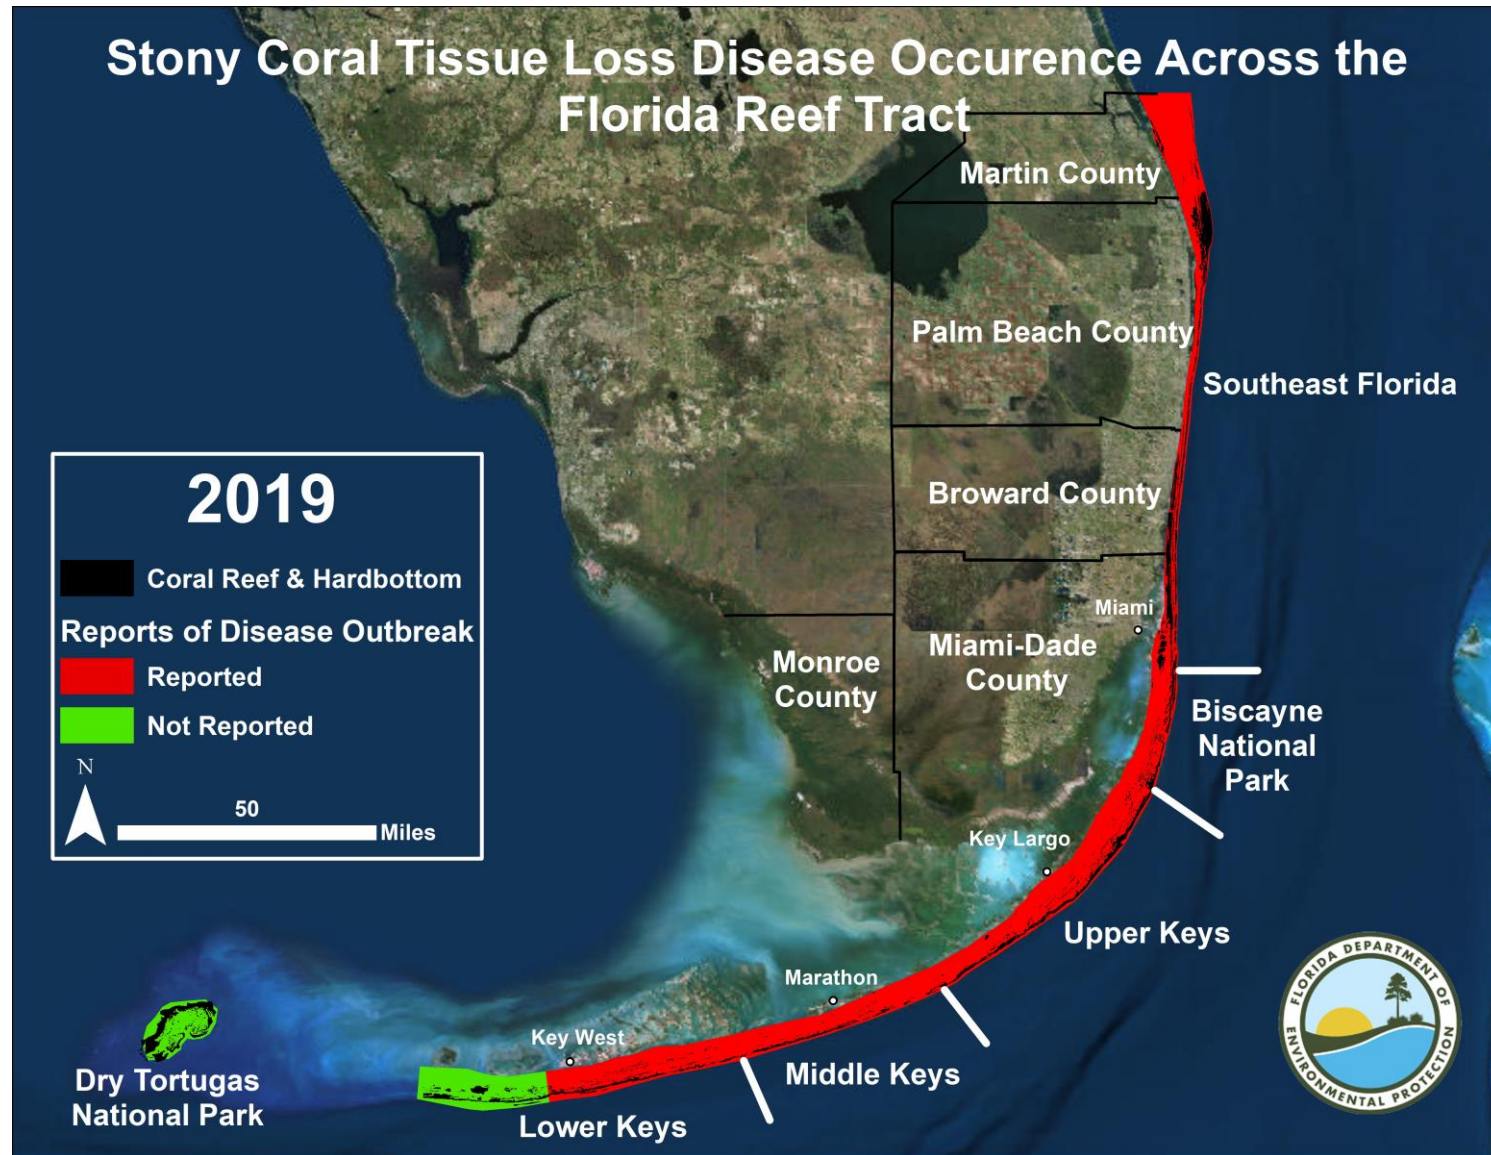 Stony Coral Tissue Loss Disease Occurence Across the
Florida Reef Tract
Martin County
Palm Beach County
Southeast Florida
Broward County
2019
Coral Reef & Hardbottom
Reports of Disease Outbreak
Reported
Not Reported
N
50
Miles
Miami
Monroe
County
Miami-Dade
County
Biscayne
National
Park
Key Largo
Upper Keys
Marathon
Key West
Middle Keys
Dry Tortugas
National Park
Lower Keys
FLORIDA DEPARTMENT OF
ENVIRONMENTAL PROTECTION